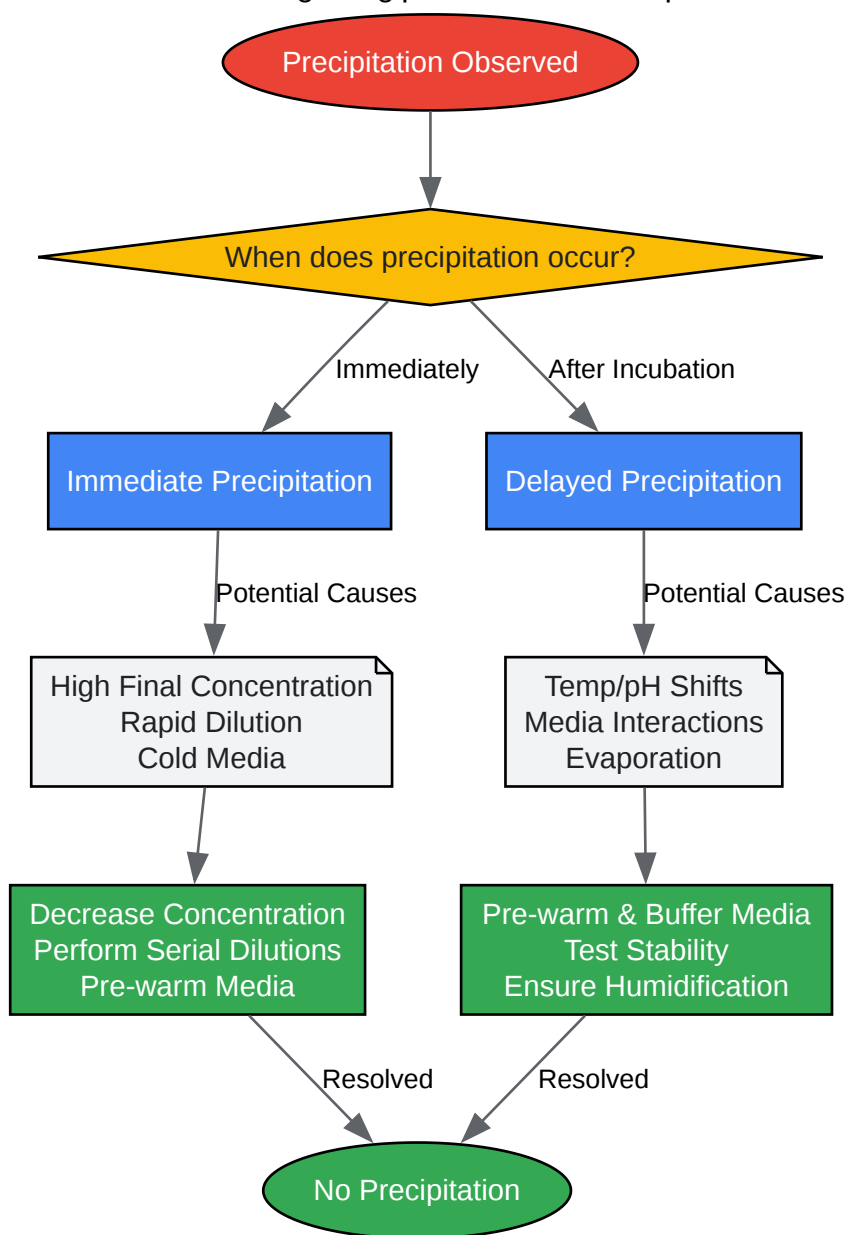 Precipitation Observed
When does precipitation occur?
Immediately
After Incubation
Immediate Precipitation
Delayed Precipitation
Potential Causes
Potential Causes
High Final Concentration
Rapid Dilution
Cold Media
Temp/pH Shifts
Media Interactions
Evaporation
Decrease Concentration
Perform Serial Dilutions
Pre-warm Media
Pre-warm & Buffer Media
Test Stability
Ensure Humidification
Resolved
Resolved
No Precipitation